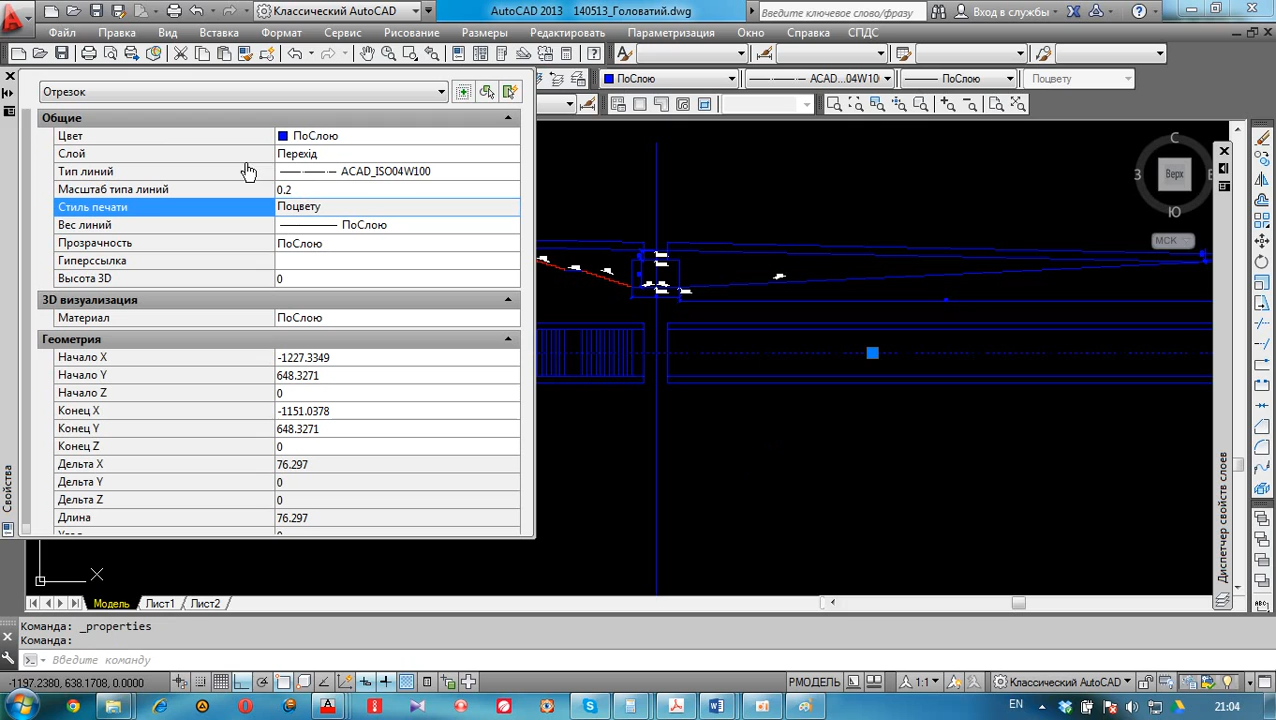 Классический AutoCAD
AutoCAD 2013
140513_Головатий.dwg
Введите ключевое слово/фразу
Вход в службы
Файл
Правка
Вид
Вставка
Формат
Сервис
Рисование
Размеры
Редактировать
Параметризация
Окно
Справка
СПДС
ПоСлою
ACAD...04W10
ПоСлою
Поцвету
Отрезок
Общие
Цвет ПоСлою
Слой Перехід
Тип линий ACAD_ISO04W100
Масштаб типа линий 0.2
Стиль печати Поцвету
Вес линий ПоСлою
Прозрачность ПоСлою
Гиперссылка
Высота 3D 0
3D визуализация
Материал ПоСлою
Геометрия
Начало X -1227.3349
Начало Y 648.3271
Начало Z 0
Конец X -1151.0378
Конец Y 648.3271
Конец Z 0
Дельта X 76.297
Дельта Y 0
Дельта Z 0
Длина 76.297
Свойства
С
З
Верх
Ю
МСК
Диспетчер свойств слоев
X
Модель
Лист1
Лист2
Команда: _properties
Команда:
Введите команду
-1197.2380, 638.1708, 0.0000
РМОДЕЛЬ
1:1
Классический AutoCAD
EN
21:04